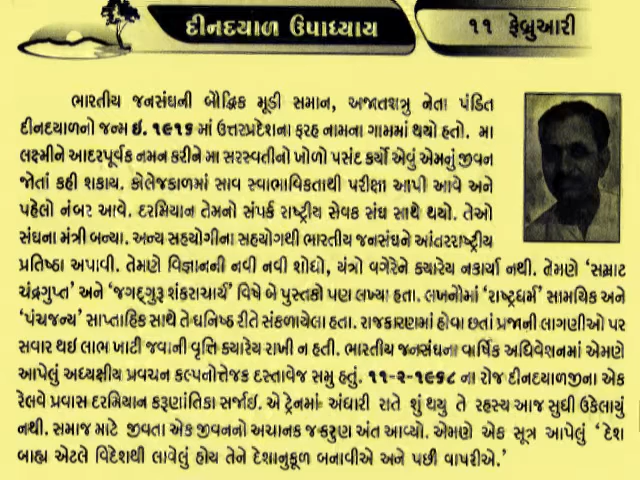 દીનદયાળ ઉપાધ્યાય
૧૧ ફેબ્રુઆરી
ભારતીય જનસંઘની બૌદ્ધિક મૂડી સમાન, અજાતશત્રુ નેતા પંડિત
દીનદયાળનો જન્મ ઇ. ૧૯૧૬ માં ઉત્તરપ્રદેશના ફરહ નામના ગામમાં થયો હતો. મા
લક્ષ્મીને આદરપૂર્વક નમન કરીને મા સરસ્વતીનો ખોળો પસંદ કર્યો એવું એમનું જીવન
જોતાં કહી શકાય. કોલેજકાળમાં સાવ સ્વાભાવિકતાથી પરીક્ષા આપી આવે અને
પહેલો નંબર આવે. દરમિયાન તેમનો સંપર્ક રાષ્ટ્રીય સેવક સંઘ સાથે થયો. તેઓ
સંઘના મંત્રી બન્યા. અન્ય સહયોગીના સહયોગથી ભારતીય જનસંઘને આંતરરાષ્ટ્રીય
પ્રતિષ્ઠા અપાવી. તેમણે વિજ્ઞાનની નવી નવી શોધો, યંત્રો વગેરેને ક્યારેય નકાર્યા નથી. તેમણે ‘સમ્રાટ
ચંદ્રગુપ્ત’ અને ‘જગદ્ગુરુ શંકરાચાર્ય’ વિષે બે પુસ્તકો પણ લખ્યા હતા. લખનૌમાં ‘રાષ્ટ્રધર્મ’ સામયિક અને
‘પંચજન્ય’ સાપ્તાહિક સાથે તે ઘનિષ્ઠ રીતે સંકળાયેલા હતા. રાજકારણમાં હોવા છતાં પ્રજાની લાગણીઓ પર
સવાર થઇ લાભ ખાટી જવાની વૃત્તિ ક્યારેય રાખી ન હતી. ભારતીય જનસંઘના વાર્ષિક અધિવેશનમાં એમણે
આપેલું અધ્યક્ષીય પ્રવચન કલ્પનોત્તેજક દસ્તાવેજ સમુ હતું. ૧૧-૨-૧૯૬૮ ના રોજ દીનદયાળજીના એક
રેલવે પ્રવાસ દરમિયાન કરૂણાંતિકા સર્જાઇ. એ ટ્રેનમાં અંધારી રાતે શું થયુ તે રહસ્ય આજ સુધી ઉકેલાયું
નથી. સમાજ માટે જીવતા એક જીવનનો અચાનક જ કરુણ અંત આવ્યો. એમણે એક સૂત્ર આપેલું ‘ દેશ
બાહ્ય એટલે વિદેશથી લાવેલું હોય તેને દેશાનુકૂળ બનાવીએ અને પછી વાપરીએ.’